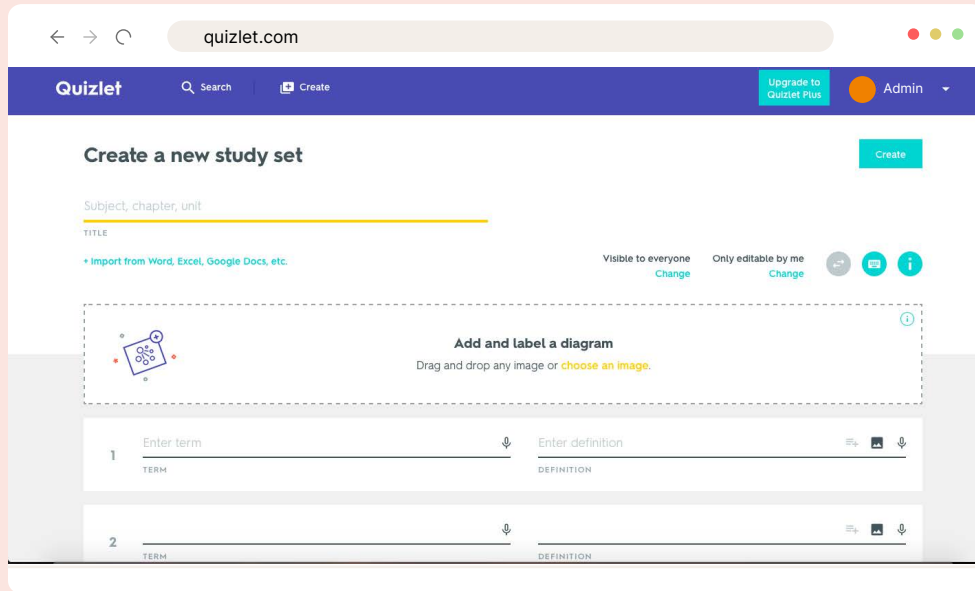 quizlet.com
Quizlet
Search
Create
Upgrade to
Quizlet Plus
Admin
Create a new study set
Create
Subject, chapter, unit
TITLE
+ Import from Word, Excel, Google Docs, etc.
Visible to everyone
Change
Only editable by me
Change
Add and label a diagram
Drag and drop any image or choose an image.
1
Enter term
TERM
Enter definition
DEFINITION
2
TERM
DEFINITION